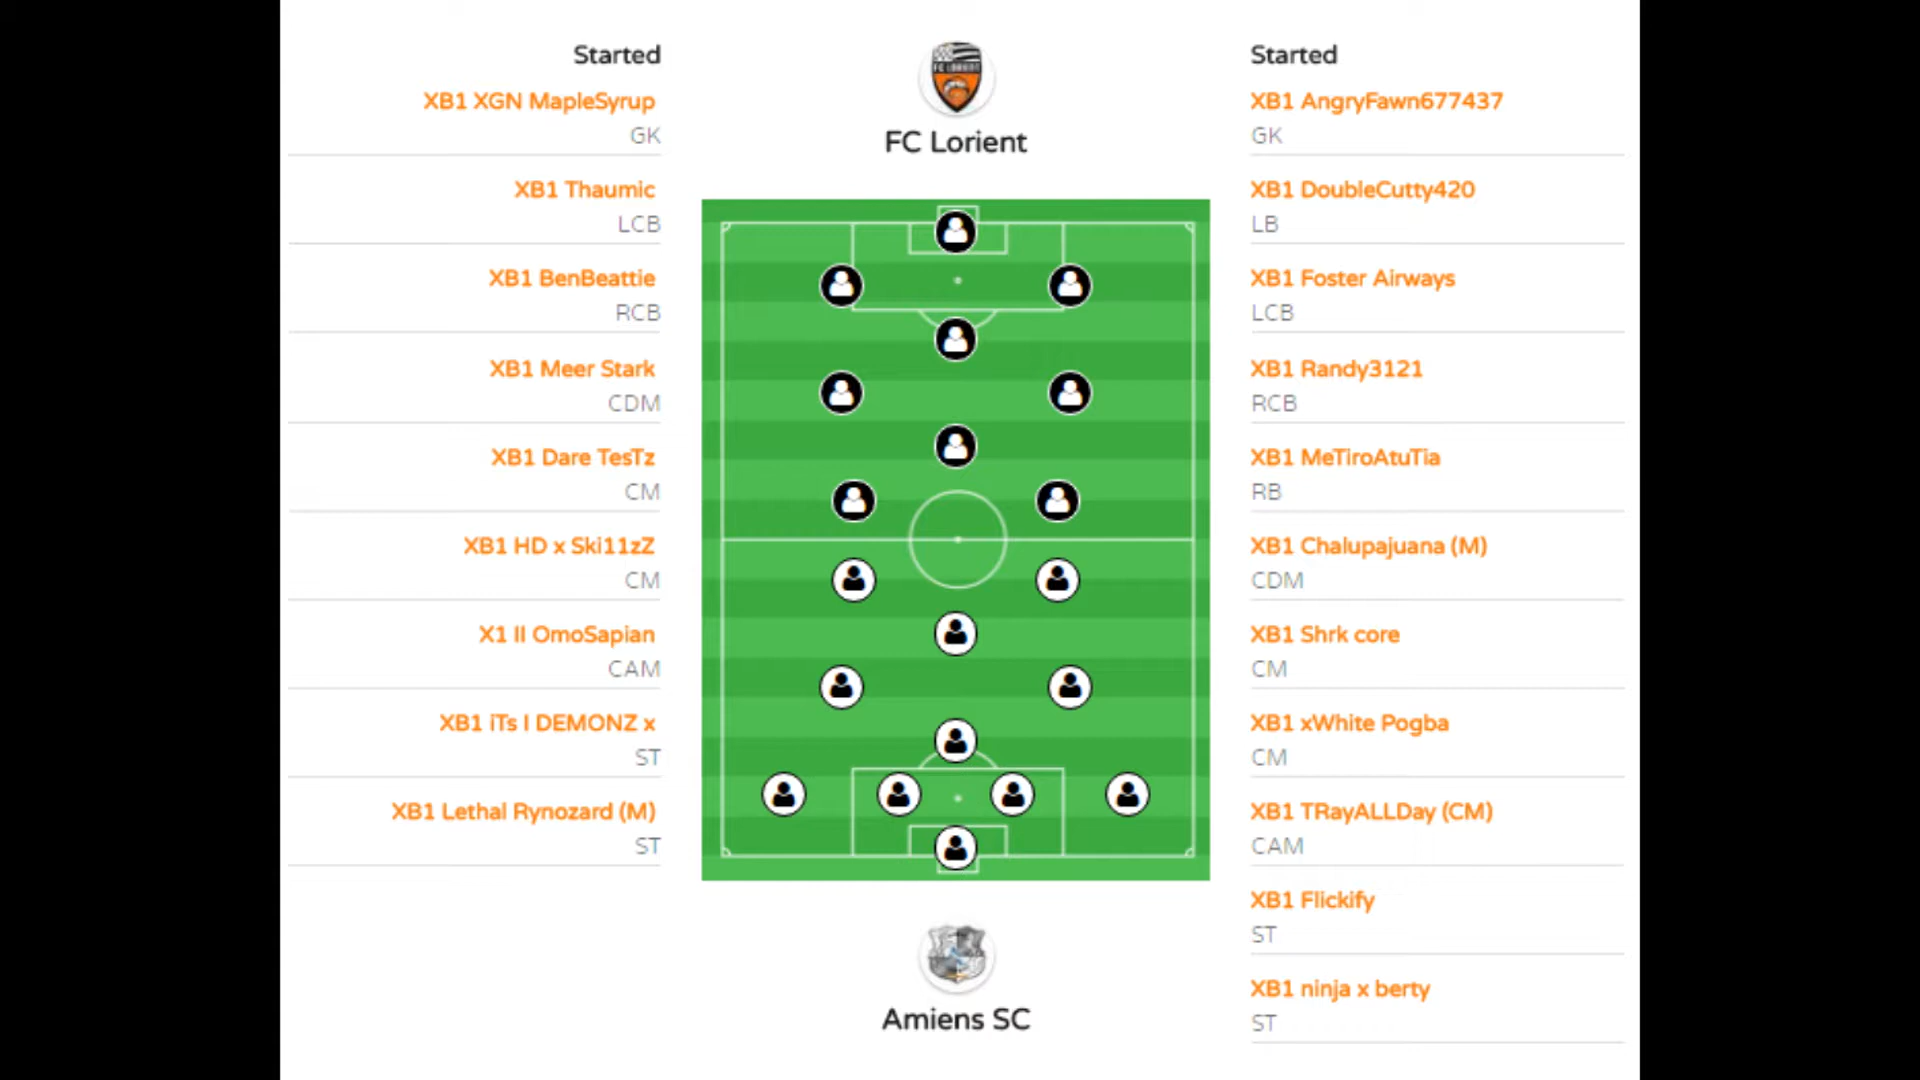 Started
XB1 XGN MapleSyrup
GK
XB1 Thaumic
LCB
XB1 BenBeattie
RCB
XB1 Meer Stark
CDM
XB1 Dare TesTz
CM
XB1 HD x Ski11zZ
CM
X1 Il OmoSapian
CAM
XB1 iTs I DEMONZ x
ST
XB1 Lethal Rynozard (M)
ST
FC LORIENT
FC Lorient
Amiens SC
Started
XB1 AngryFawn677437
GK
XB1 DoubleCutty420
LB
XB1 Foster Airways
LCB
XB1 Randy3121
RCB
XB1 MeTiroAtuTia
RB
XB1 Chalupajuana (M)
CDM
XB1 Shrk core
CM
XB1 xWhite Pogba
CM
XB1 TRayALLDay (CM)
CAM
XB1 Flickify
ST
XB1 ninja x berty
ST